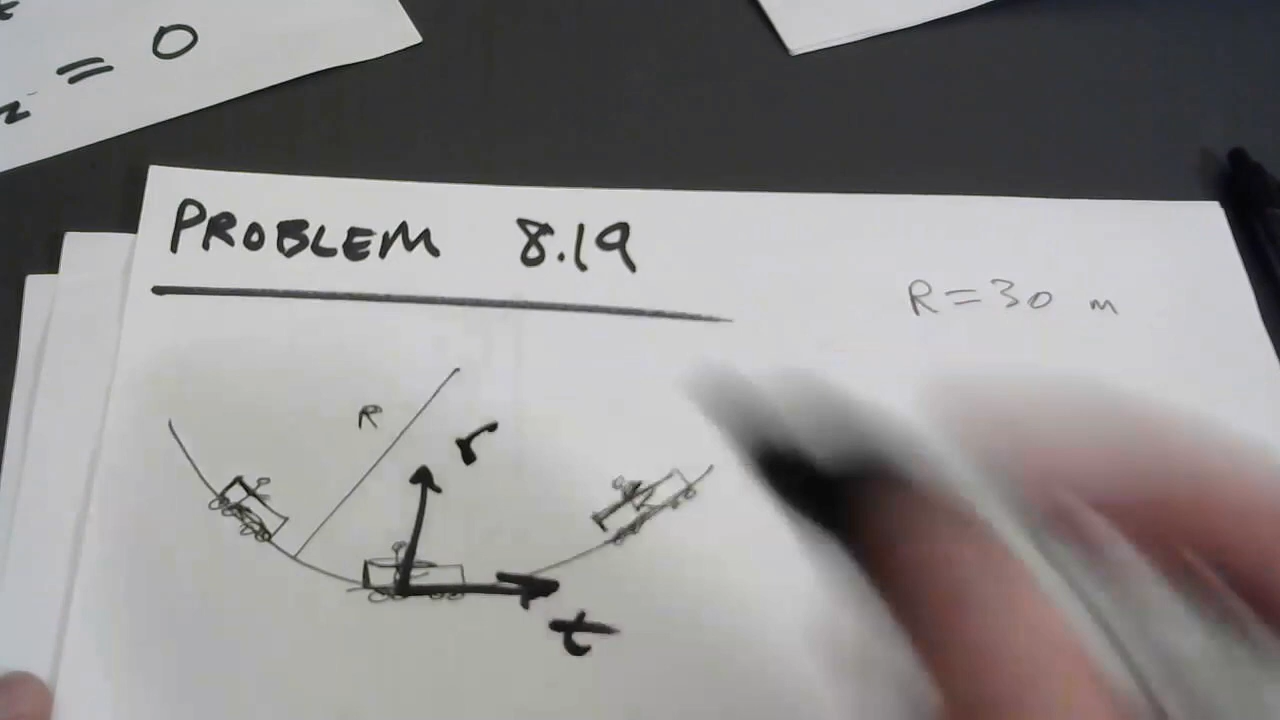 = 0
PROBLEM 8.19
R=30 m
R
r
t